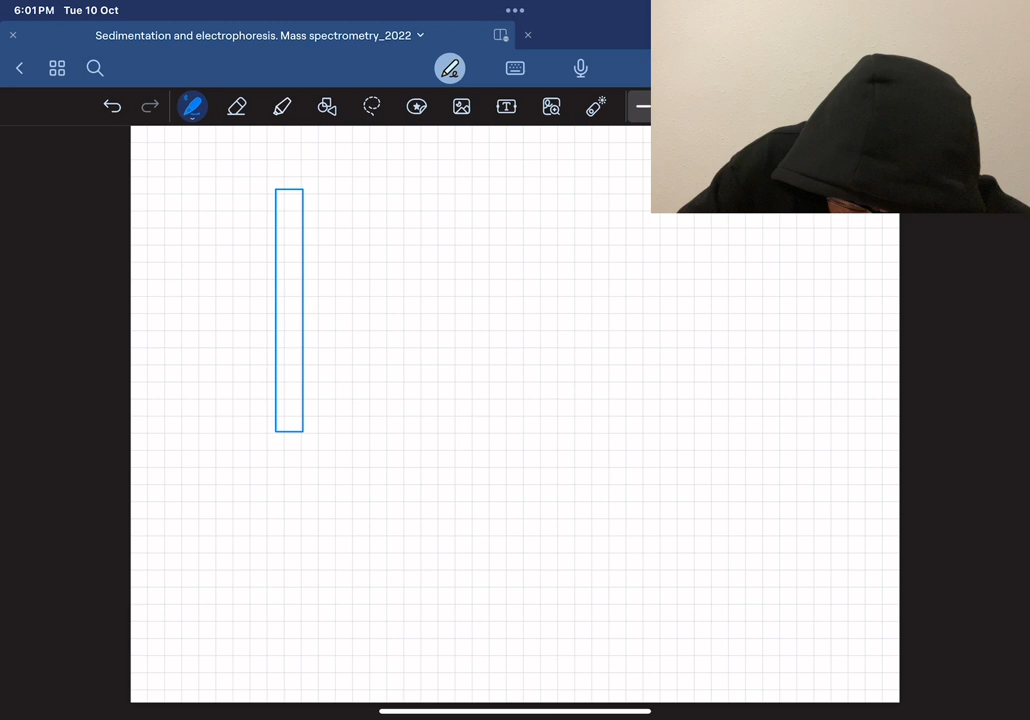 6:01 PM Tue 10 Oct
Sedimentation and electrophoresis. Mass spectrometry_2022
T